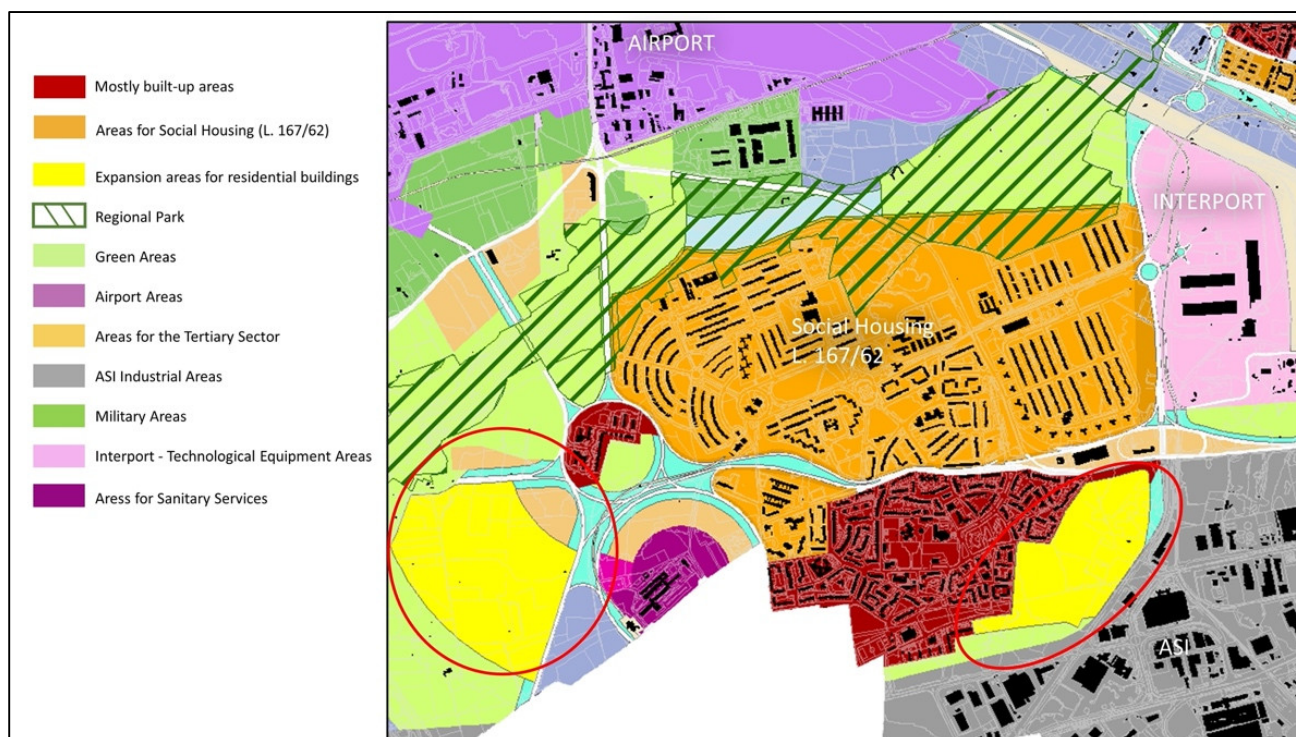 Mostly built-up areas
Areas for Social Housing (L. 167/62)
Expansion areas for residential buildings
Regional Park
Green Areas
Airport Areas
Areas for the Tertiary Sector
ASI Industrial Areas
Military Areas
Interport - Technological Equipment Areas
Aress for Sanitary Services
AIRPORT
INTERPORT
Social Housing
L. 167/62
ASI